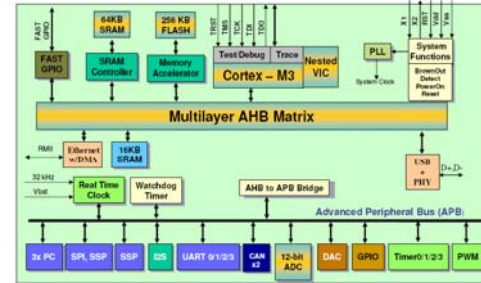 FAST
GPIO
64KB
SRAM
256 KB
FLASH
TRST
TMS
TCK
TDI
TDO
X1
X2
RST
Vdd
Vss
FAST
GPIO
SRAM
Controller
Memory
Accelerator
Test/Debug
Trace
Cortex – M3
Nested
VIC
PLL
System Clock
System
Functions
BrownOut
Detect
PowerOn
Reset
Multilayer AHB Matrix
RMII
Ethernet
w/DMA
16KB
SRAM
USB
+
PHY
D+,D-
32 kHz
Vbat
Real Time
Clock
Watchdog
Timer
AHB to APB Bridge
Advanced Peripheral Bus (APB)
3x I²C
SPI, SSP
SSP
I2S
UART 0/1/2/3
CAN
x2
12-bit
ADC
DAC
GPIO
Timer0/1/2/3
PWM